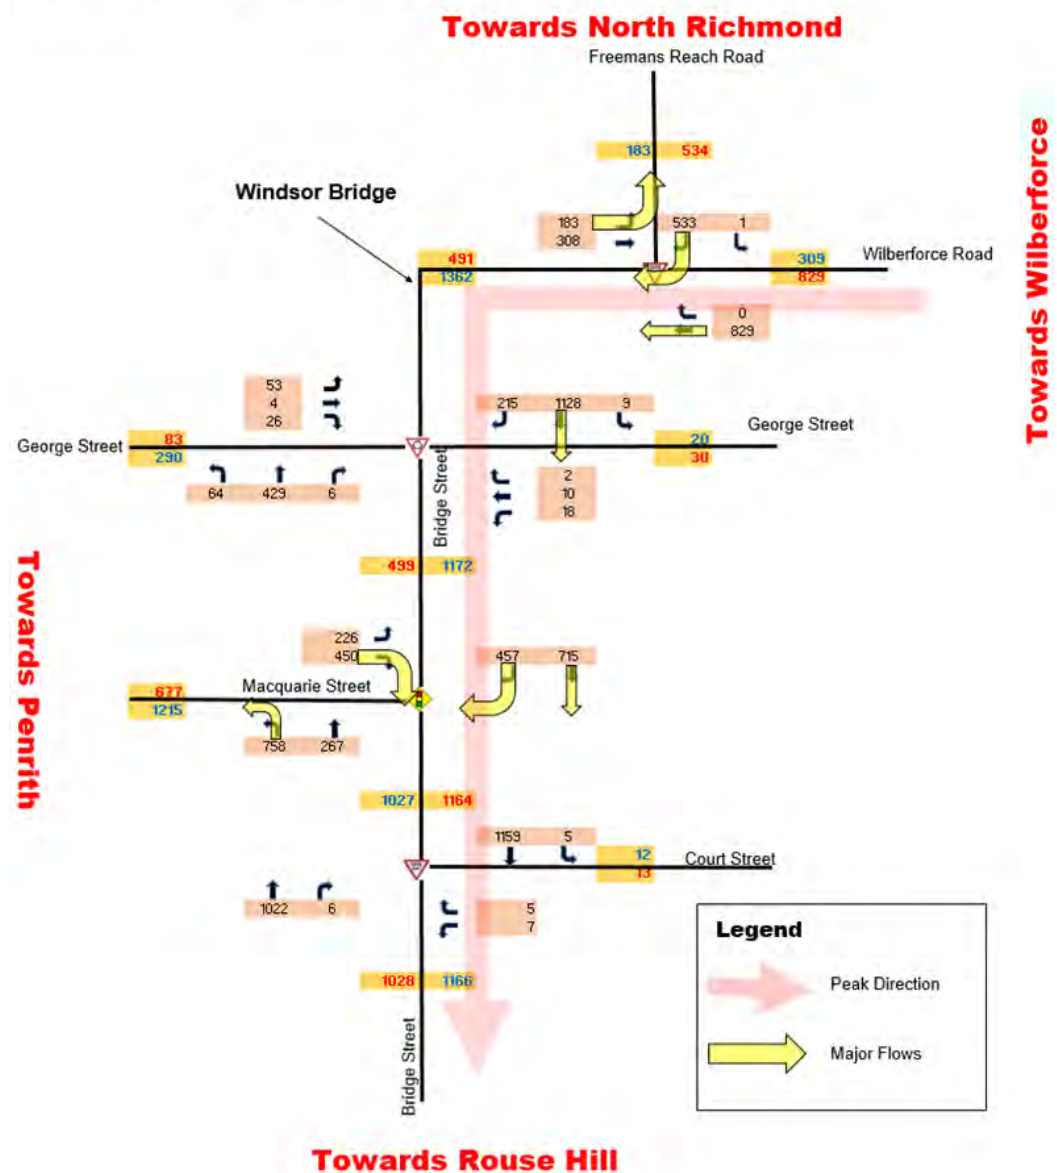 Towards North Richmond
Freemans Reach Road
Towards Wilberforce
183 534
Windsor Bridge
183 533 1
308
491 309 Wilberforce Road
1362 829
0
829
53
4
26
215 1128 9
George Street 83 20 George Street
290 30
64 429 6
2
10
18
Bridge Street
499 1172
Towards Penrith
226
450
457 715
677 Macquarie Street
1215
758 267
1027 1164
1159 5
12 Court Street
13
1022 6
5
7
Legend
1028 1166
Peak Direction
Bridge Street
Major Flows
Towards Rouse Hill